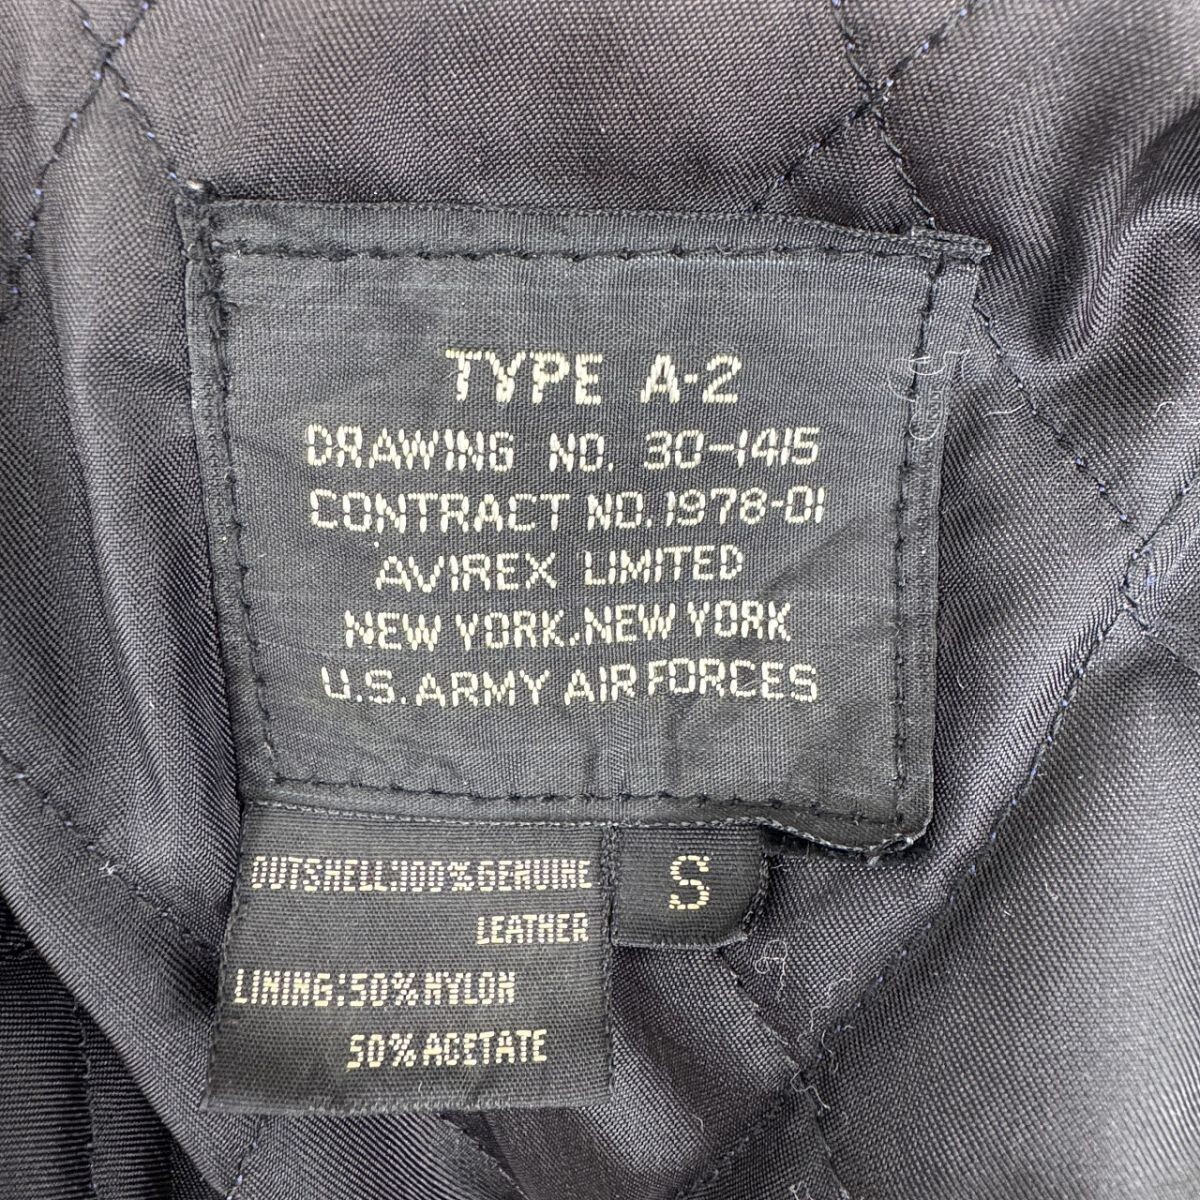 TYPE A-2
DRAWING NO. 30-1415
CONTRACT NO. 1978-01
AVIREX LIMITED
NEW YORK, NEW YORK
U.S. ARMY AIR FORCES
OUTSHELL:100% GENUINE
LEATHER
LINING:50% NYLON
50% ACETATE
S